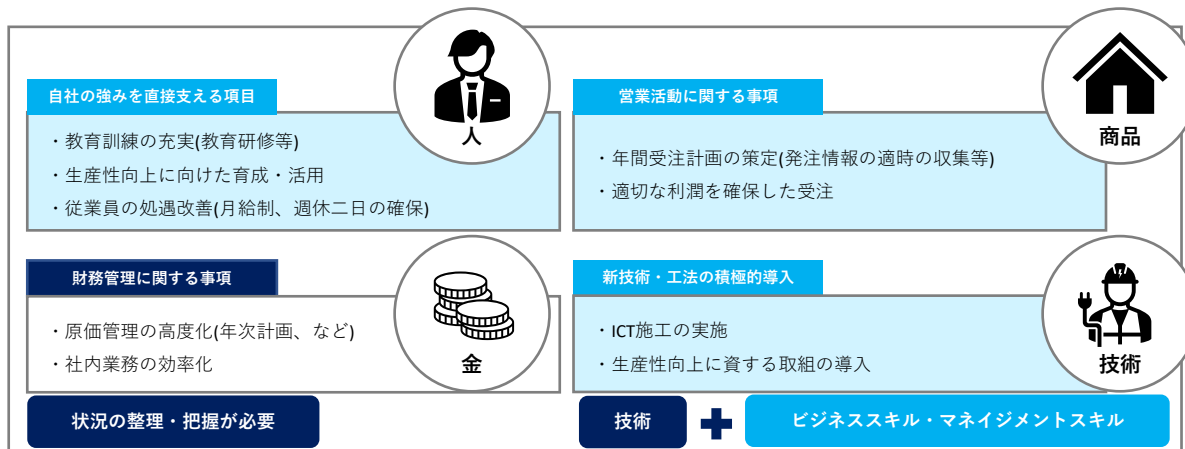 自社の強みを直接支える項目
人
・教育訓練の充実(教育研修等)
・生産性向上に向けた育成・活用
・従業員の処遇改善(月給制、週休二日の確保)
営業活動に関する事項
商品
・年間受注計画の策定(発注情報の適時の収集等)
・適切な利潤を確保した受注
財務管理に関する事項
金
・原価管理の高度化(年次計画、など)
・社内業務の効率化
新技術・工法の積極的導入
技術
・ICT施工の実施
・生産性向上に資する取組の導入
状況の整理・把握が必要
技術
ビジネススキル・マネイジメントスキル